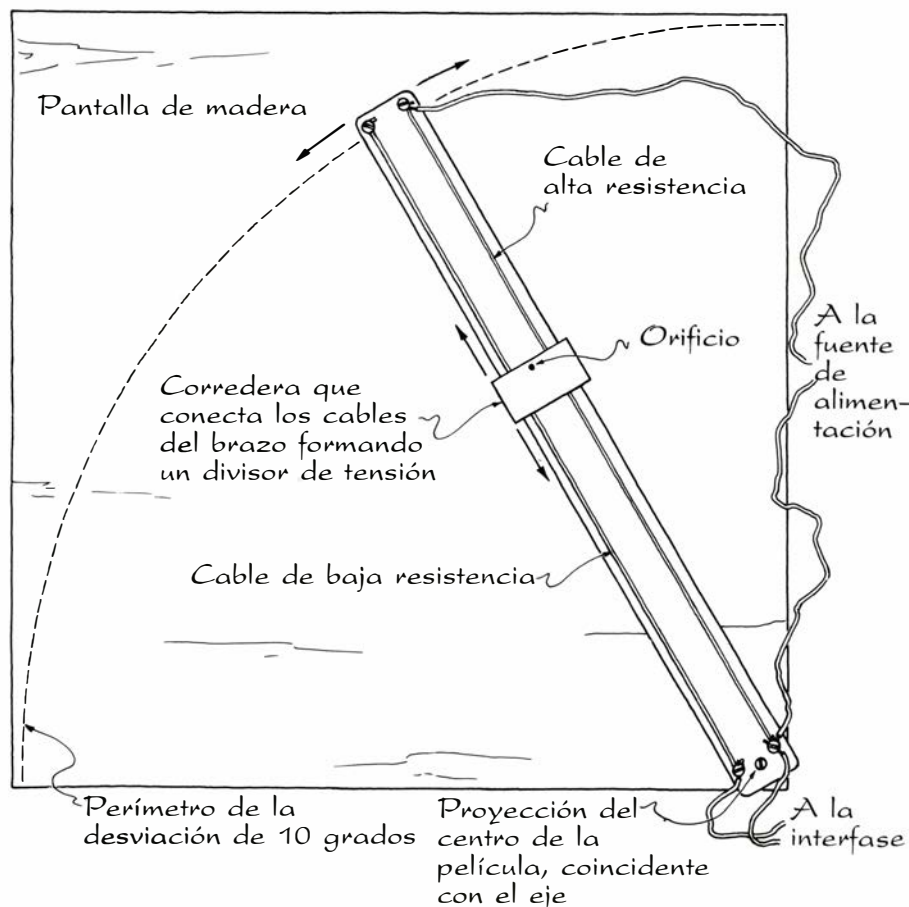 Pantalla de madera
Cable de
alta resistencia
Orificio
A la
fuente
de
alimen-
tación
Corredera que
conecta los cables
del brazo formando
un divisor de tensión
Cable de baja resistencia
Perímetro de la
desviación de 10 grados
Proyección del
centro de la
película, coincidente
con el eje
A la
interfase